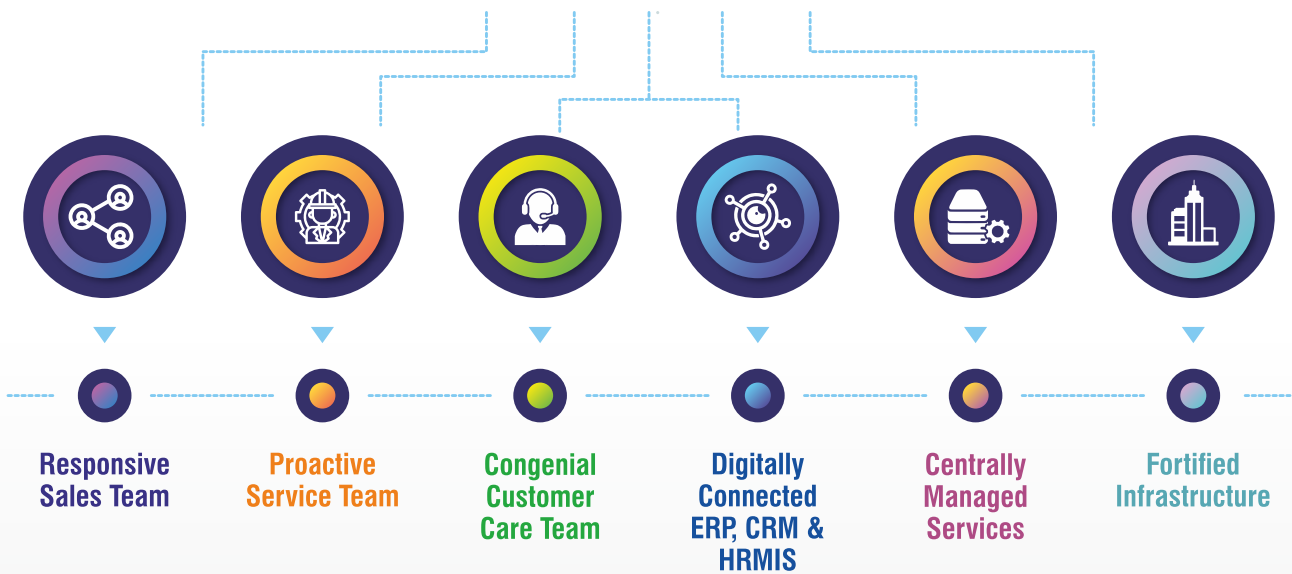 Responsive
Sales Team
Proactive
Service Team
Congenial
Customer
Care Team
Digitally
Connected
ERP, CRM &
HRMIS
Centrally
Managed
Services
Fortified
Infrastructure